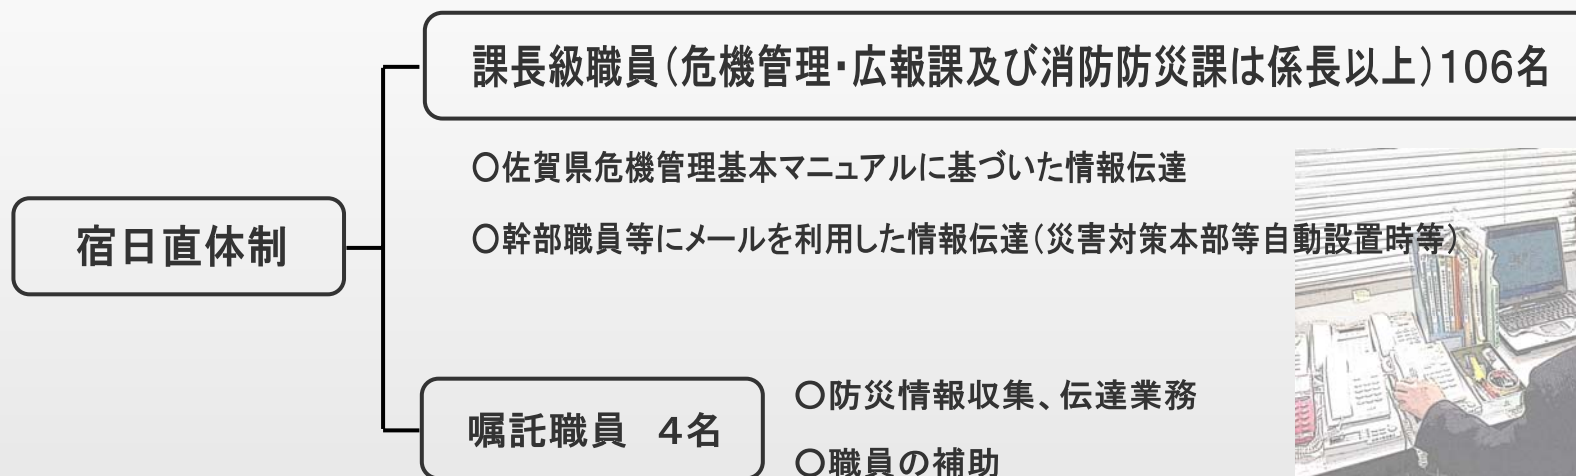 課長級職員(危機管理・広報課及び消防防災課は係長以上)106名
○佐賀県危機管理基本マニュアルに基づいた情報伝達
宿日直体制
○幹部職員等にメールを利用した情報伝達(災害対策本部等自動設置時等)
嘱託職員 4名
○防災情報収集、伝達業務
○職員の補助